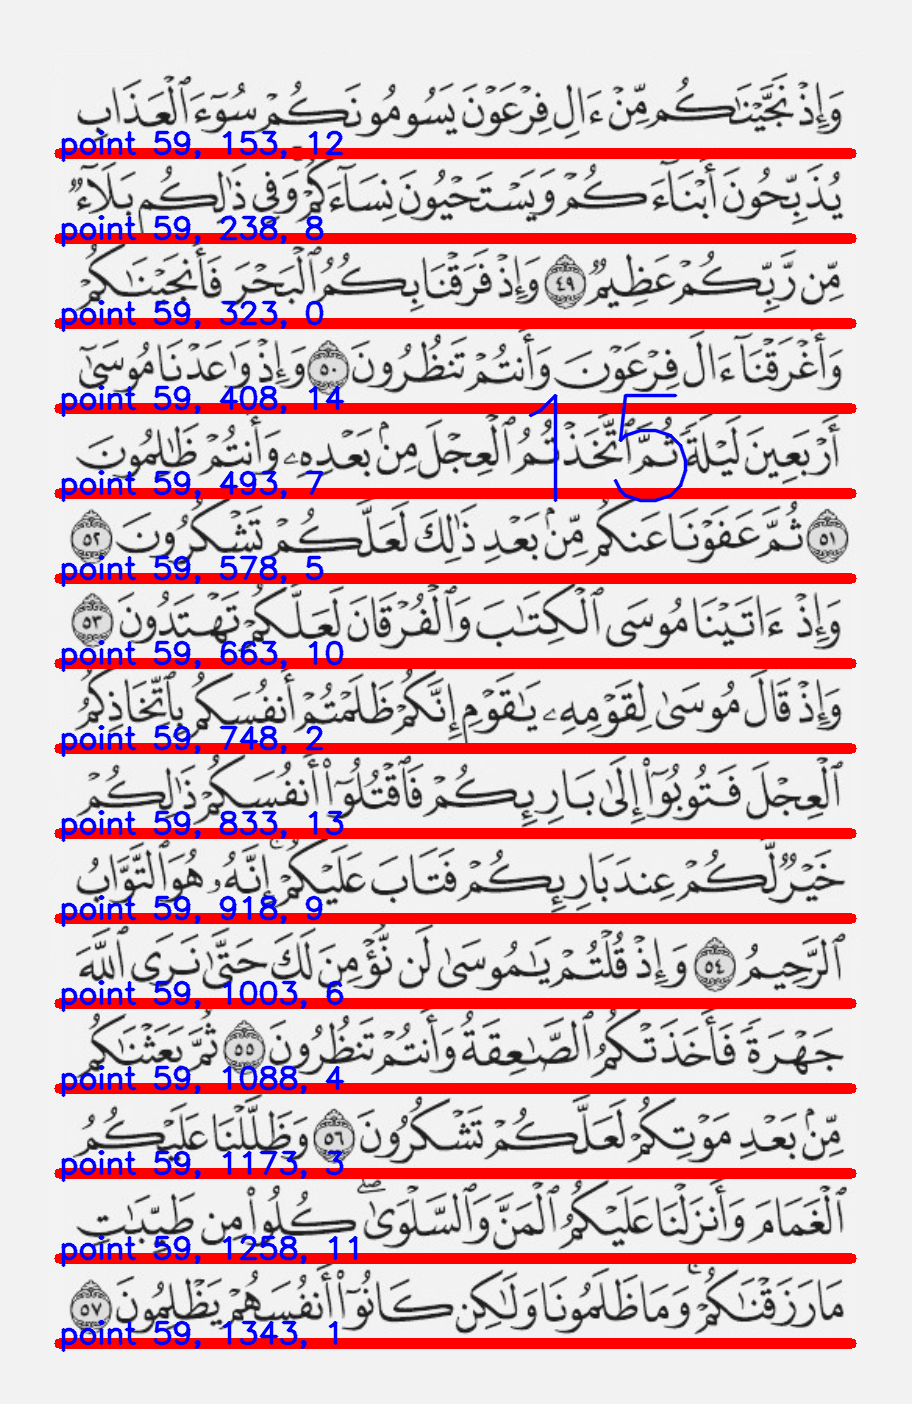 وَإِذْ نَجَّيْنَٰكُم مِّنْ ءَالِ فِرْعَوْنَ يَسُومُونَكُمْ سُوٓءَ ٱلْعَذَابِ
point 59, 153, 12
يُذَبِّحُونَ أَبْنَآءَكُمْ وَيَسْتَحْيُونَ نِسَآءَكُمْ وَفِى ذَٰلِكُم بَلَآءٌ
point 59, 238, 8
مِّن رَّبِّكُمْ عَظِيمٌ ٤٩ وَإِذْ فَرَقْنَا بِكُمُ ٱلْبَحْرَ فَأَنجَيْنَٰكُمْ
point 59, 323, 0
وَأَغْرَقْنَآ ءَالَ فِرْعَوْنَ وَأَنتُمْ تَنظُرُونَ ٥٠ وَإِذْ وَٰعَدْنَا مُوسَىٰٓ
point 59, 408, 14
أَرْبَعِينَ لَيْلَةً ثُمَّ ٱتَّخَذْتُمُ ٱلْعِجْلَ مِنۢ بَعْدِهِۦ وَأَنتُمْ ظَٰلِمُونَ
15
point 59, 493, 7
٥١ ثُمَّ عَفَوْنَا عَنكُم مِّنۢ بَعْدِ ذَٰلِكَ لَعَلَّكُمْ تَشْكُرُونَ ٥٢
point 59, 578, 5
وَإِذْ ءَاتَيْنَا مُوسَى ٱلْكِتَٰبَ وَٱلْفُرْقَانَ لَعَلَّكُمْ تَهْتَدُونَ ٥٣
point 59, 663, 10
وَإِذْ قَالَ مُوسَىٰ لِقَوْمِهِۦ يَٰقَوْمِ إِنَّكُمْ ظَلَمْتُمْ أَنفُسَكُم بِٱتِّخَاذِكُمُ
point 59, 748, 2
ٱلْعِجْلَ فَتُوبُوٓا۟ إِلَىٰ بَارِئِكُمْ فَٱقْتُلُوٓا۟ أَنفُسَكُمْ ذَٰلِكُمْ
point 59, 833, 13
خَيْرٌ لَّكُمْ عِندَ بَارِئِكُمْ فَتَابَ عَلَيْكُمْ ۚ إِنَّهُۥ هُوَ ٱلتَّوَّابُ
point 59, 918, 9
ٱلرَّحِيمُ ٥٤ وَإِذْ قُلْتُمْ يَٰمُوسَىٰ لَن نُّؤْمِنَ لَكَ حَتَّىٰ نَرَى ٱللَّهَ
point 59, 1003, 6
جَهْرَةً فَأَخَذَتْكُمُ ٱلصَّٰعِقَةُ وَأَنتُمْ تَنظُرُونَ ٥٥ ثُمَّ بَعَثْنَٰكُم
point 59, 1088, 4
مِّنۢ بَعْدِ مَوْتِكُمْ لَعَلَّكُمْ تَشْكُرُونَ ٥٦ وَظَلَّلْنَا عَلَيْكُمُ
point 59, 1173, 3
ٱلْغَمَامَ وَأَنزَلْنَا عَلَيْكُمُ ٱلْمَنَّ وَٱلسَّلْوَىٰ ۖ كُلُوا۟ مِن طَيِّبَٰتِ
point 59, 1258, 11
مَا رَزَقْنَٰكُمْ ۖ وَمَا ظَلَمُونَا وَلَٰكِن كَانُوٓا۟ أَنفُسَهُمْ يَظْلِمُونَ ٥٧
point 59, 1343, 1